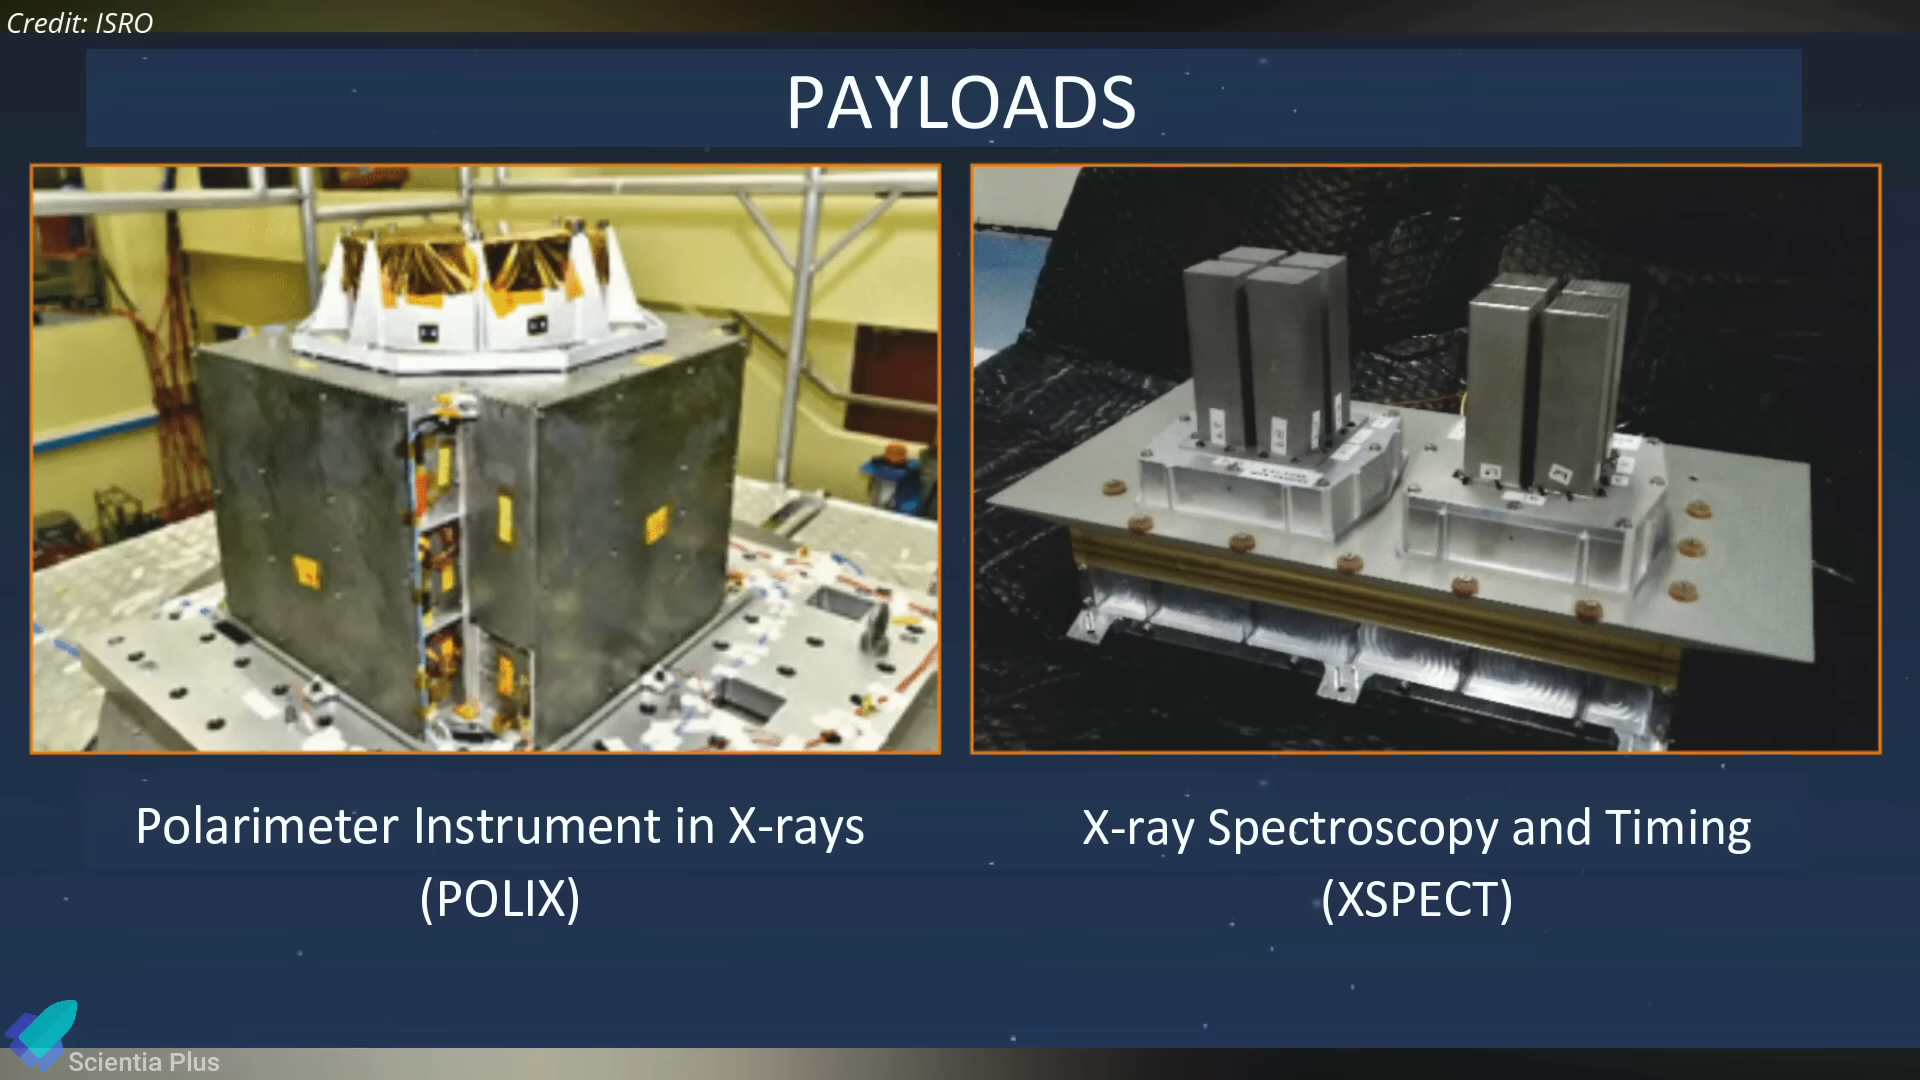 Credit: ISRO
PAYLOADS
Polarimeter Instrument in X-rays
(POLIX)
X-ray Spectroscopy and Timing
(XSPECT)
Scientia Plus